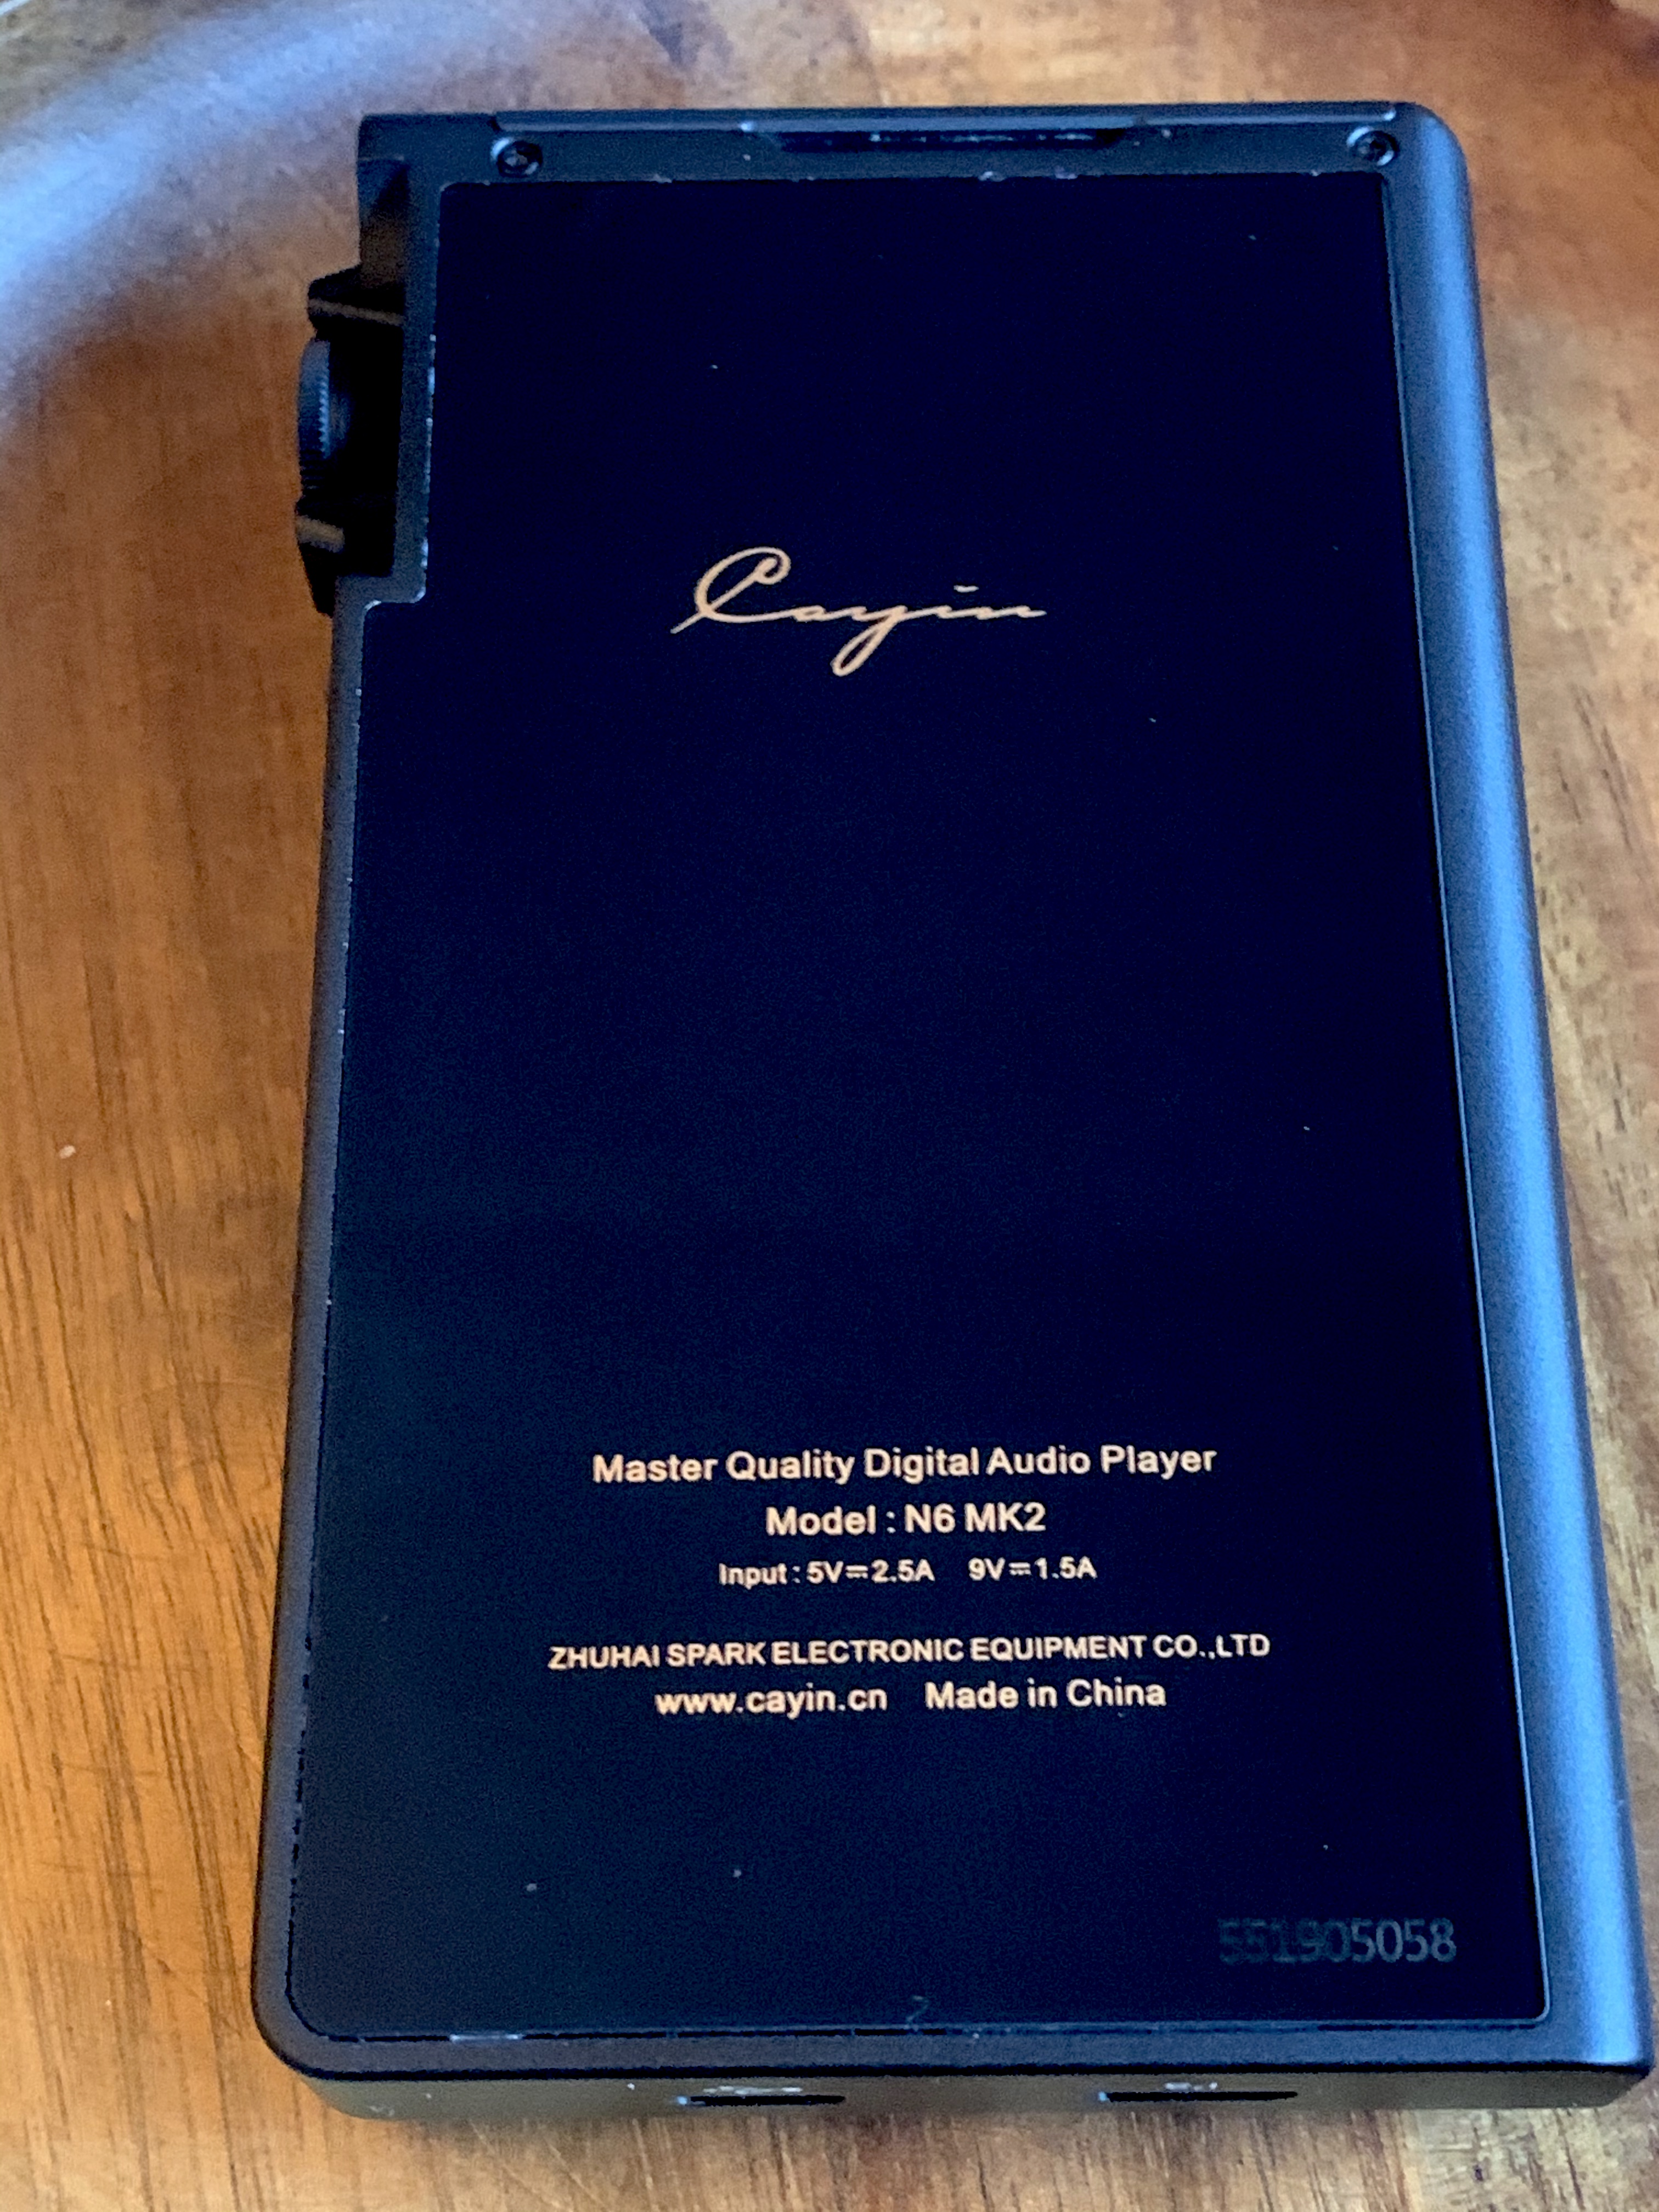 Cayin
Master Quality Digital Audio Player
Model : N6 MK2
Input : 5V⎓2.5A 9V⎓1.5A
ZHUHAI SPARK ELECTRONIC EQUIPMENT CO.,LTD
www.cayin.cn Made in China
551905058